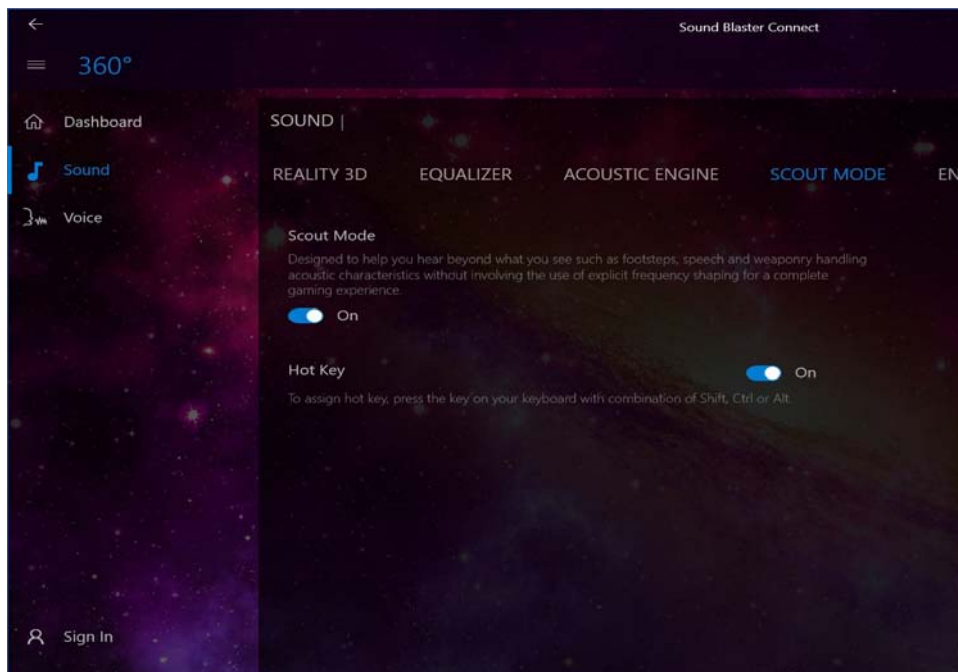 Sound Blaster Connect
360°
Dashboard
Sound
Voice
SOUND |
REALITY 3D EQUALIZER ACOUSTIC ENGINE SCOUT MODE EN
Scout Mode
Designed to help you hear beyond what you see such as footsteps, speech and weaponry handling
acoustic characteristics without involving the use of explicit frequency shaping for a complete
gaming experience.
On
Hot Key On
To assign hot key, press the key on your keyboard with combination of Shift, Ctrl or Alt.
Sign In